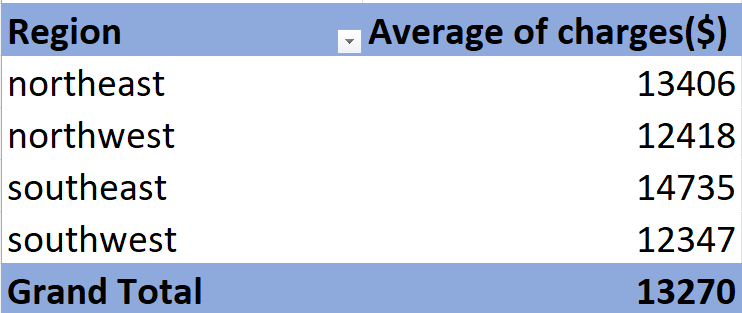 Region Average of charges($)
northeast 13406
northwest 12418
southeast 14735
southwest 12347
Grand Total 13270